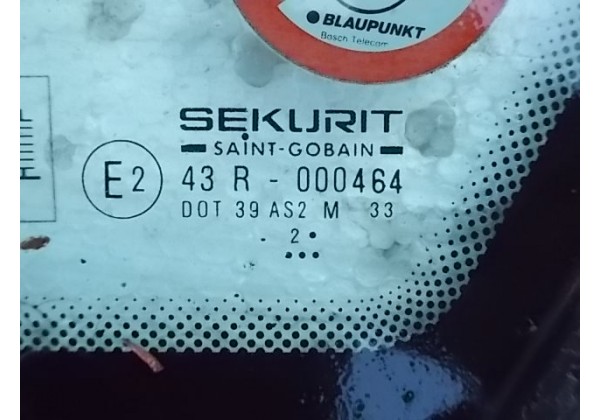 BLAUPUNKT
Bosch Telecom
SEKURIT
SAINT-GOBAIN
E2 43 R - 000464
DOT 39 AS2 M 33
. 2 •
•••